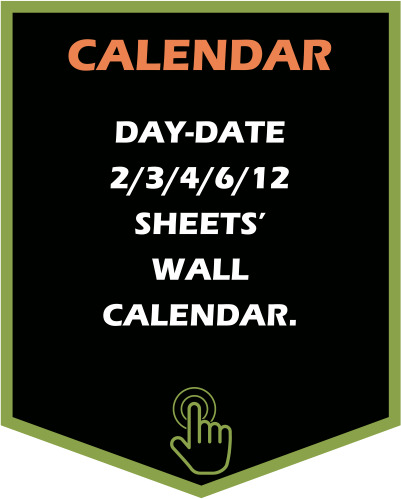 CALENDAR
DAY-DATE
2/3/4/6/12
SHEETS’
WALL
CALENDAR.